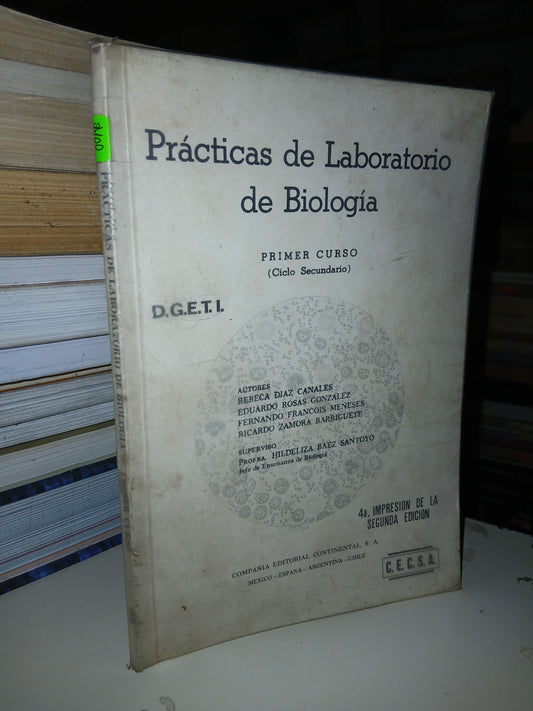 Prácticas de Laboratorio
de Biología
PRIMER CURSO
(Ciclo Secundario)
D.G.E.T.I.
AUTORES
REBECA DIAZ CANALES
EDUARDO ROSAS GONZALEZ
FERNANDO FRANCOIS MENESES
RICARDO ZAMORA BARRIGUETE
SUPERVISO
PROFRA. HILDELIZA BAEZ SANTOYO
Jefe de Enseñanza de Biología
4a. IMPRESION DE LA
SEGUNDA EDICION
COMPAÑIA EDITORIAL CONTINENTAL, S. A.
MEXICO - ESPAÑA - ARGENTINA - CHILE
C. E. C. S. A.
PRACTICAS DE LABORATORIO DE BIOLOGIA